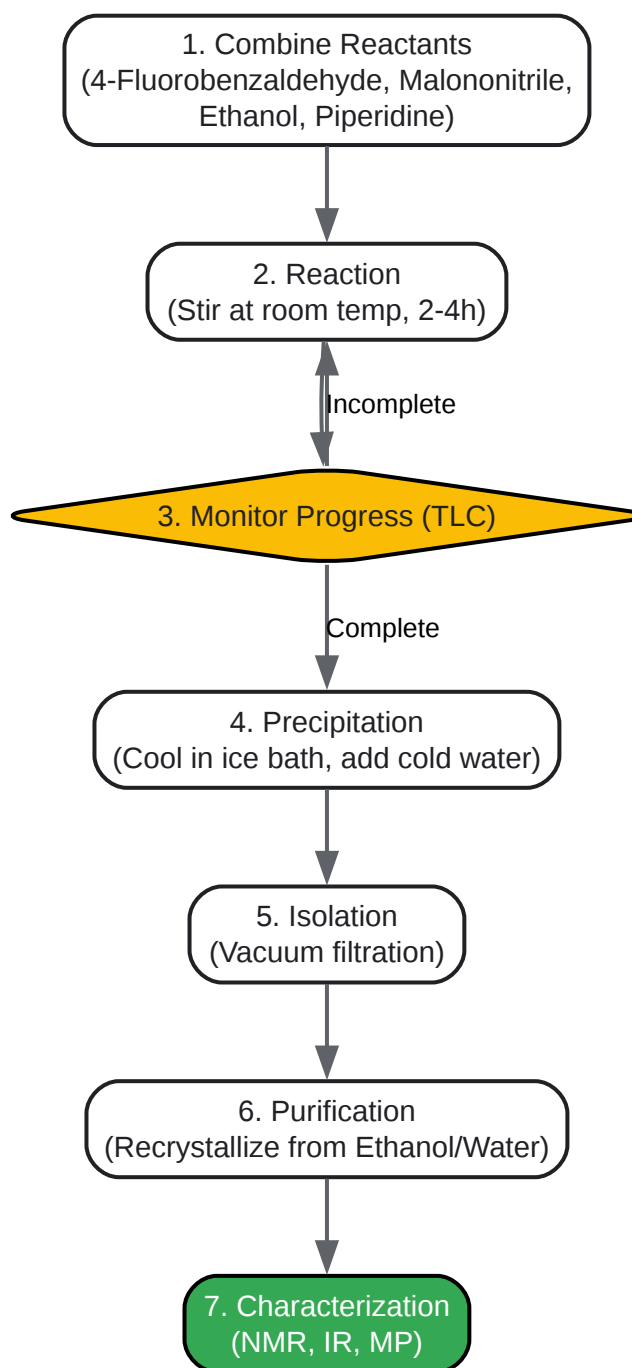 1. Combine Reactants
(4-Fluorobenzaldehyde, Malononitrile,
Ethanol, Piperidine)
2. Reaction
(Stir at room temp, 2-4h)
Incomplete
3. Monitor Progress (TLC)
Complete
4. Precipitation
(Cool in ice bath, add cold water)
5. Isolation
(Vacuum filtration)
6. Purification
(Recrystallize from Ethanol/Water)
7. Characterization
(NMR, IR, MP)